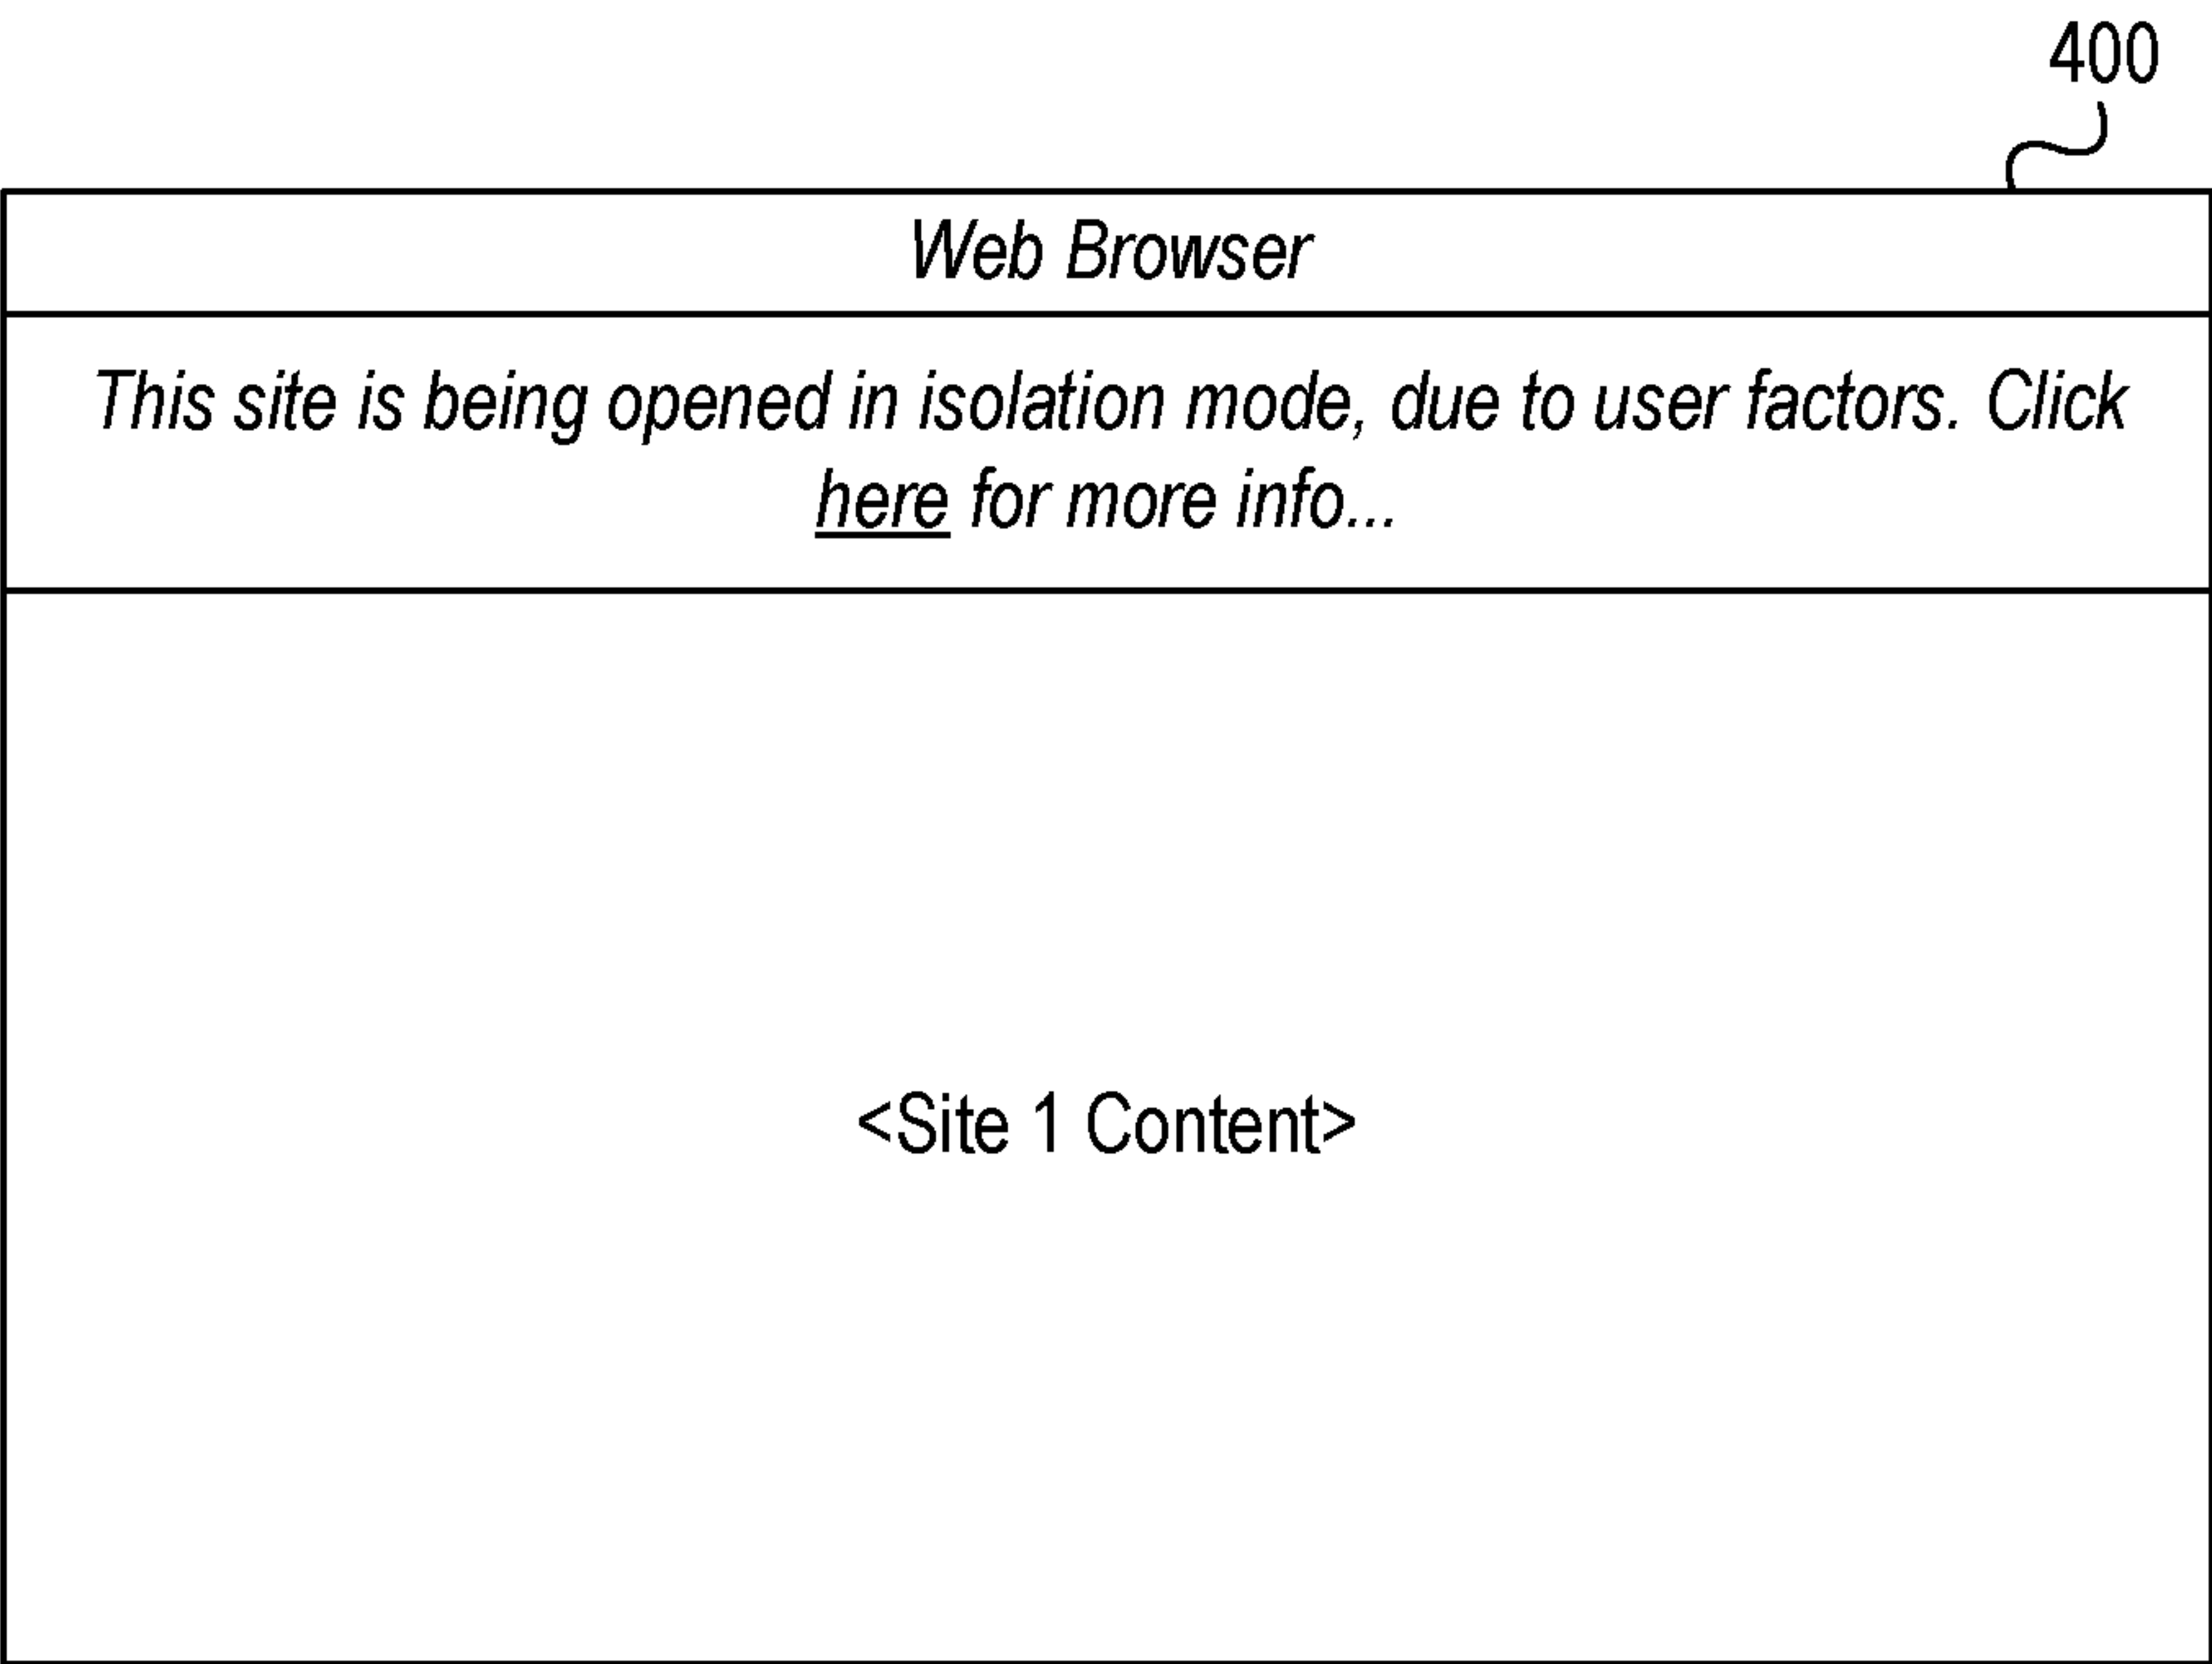 400
Web Browser
This site is being opened in isolation mode, due to user factors. Click
here for more info...
<Site 1 Content>